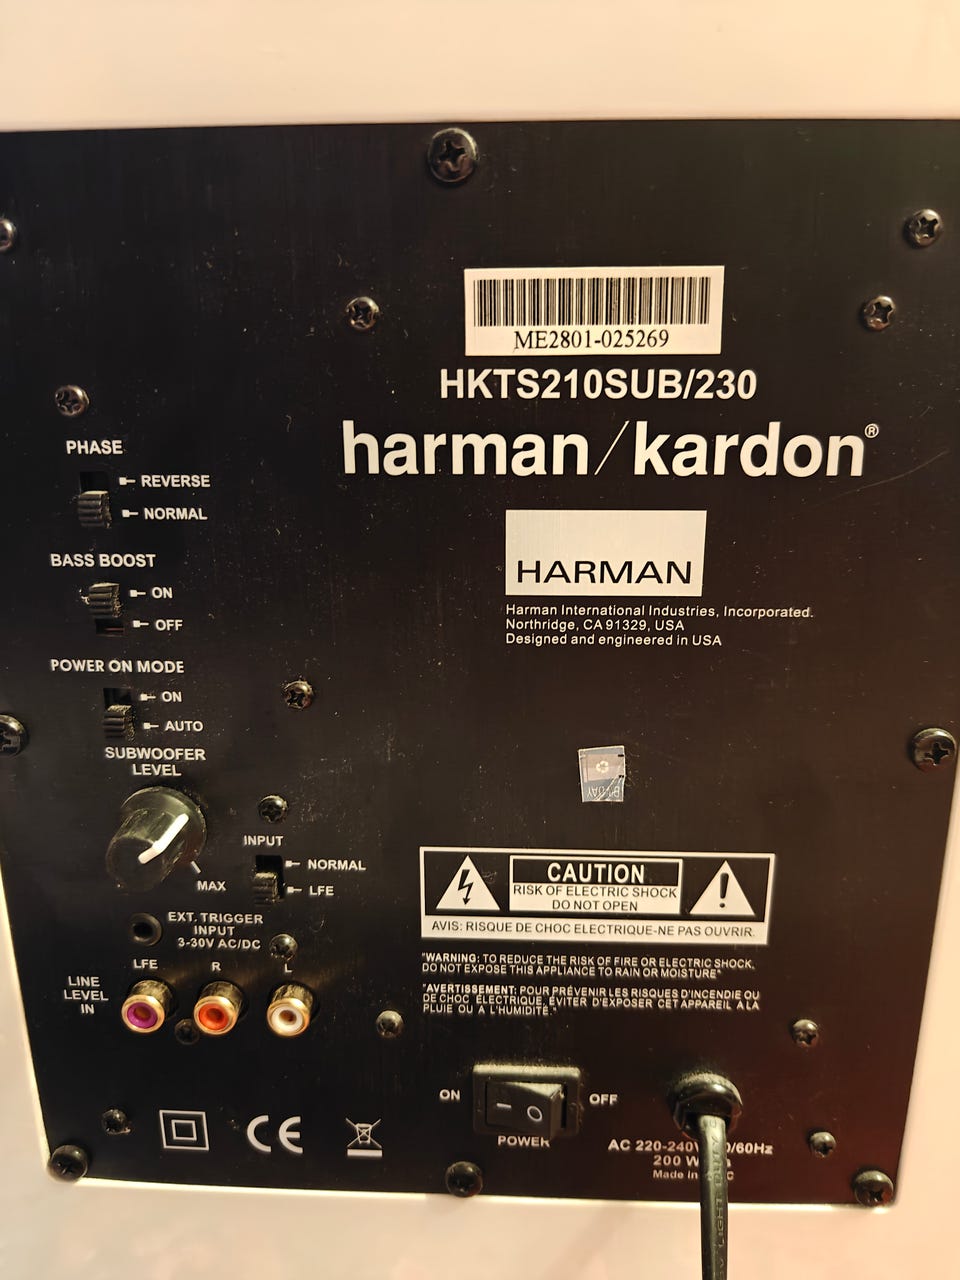 ME2801-025269
HKTS210SUB/230
harman/kardon®
HARMAN
Harman International Industries, Incorporated.
Northridge, CA 91329, USA
Designed and engineered in USA
PHASE
REVERSE
NORMAL
BASS BOOST
ON
OFF
POWER ON MODE
ON
AUTO
SUBWOOFER
LEVEL
MAX
INPUT
NORMAL
LFE
EXT. TRIGGER
INPUT
3-30V AC/DC
LFE R L
LINE
LEVEL
IN
CAUTION
RISK OF ELECTRIC SHOCK
DO NOT OPEN
AVIS: RISQUE DE CHOC ELECTRIQUE-NE PAS OUVRIR.
"WARNING: TO REDUCE THE RISK OF FIRE OR ELECTRIC SHOCK,
DO NOT EXPOSE THIS APPLIANCE TO RAIN OR MOISTURE"
"AVERTISSEMENT: POUR PRÉVENIR LES RISQUES D'INCENDIE OU
DE CHOC ÉLECTRIQUE, ÉVITER D'EXPOSER CET APPAREIL A LA
PLUIE OU A L'HUMIDITÉ."
ON
OFF
POWER
CE
AC 220-240V /60Hz
200 W
Made in